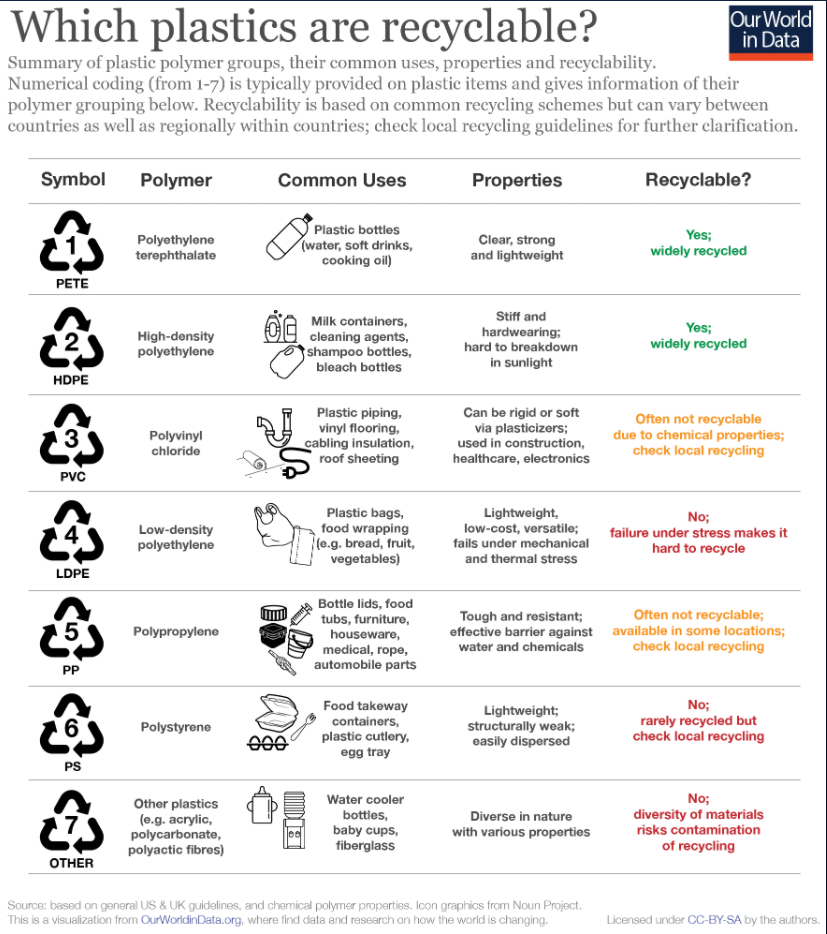 Which plastics are recyclable?
Our World
in Data
Summary of plastic polymer groups, their common uses, properties and recyclability.
Numerical coding (from 1-7) is typically provided on plastic items and gives information of their
polymer grouping below. Recyclability is based on common recycling schemes but can vary between
countries as well as regionally within countries; check local recycling guidelines for further clarification.
Symbol
Polymer
Common Uses
Properties
Recyclable?
1
PETE
Polyethylene
terephthalate
Plastic bottles
(water, soft drinks,
cooking oil)
Clear, strong
and lightweight
Yes;
widely recycled
2
HDPE
High-density
polyethylene
Milk containers,
cleaning agents,
shampoo bottles,
bleach bottles
Stiff and
hardwearing;
hard to breakdown
in sunlight
Yes;
widely recycled
3
PVC
Polyvinyl
chloride
Plastic piping,
vinyl flooring,
cabling insulation,
roof sheeting
Can be rigid or soft
via plasticizers;
used in construction,
healthcare, electronics
Often not recyclable
due to chemical properties;
check local recycling
4
LDPE
Low-density
polyethylene
Plastic bags,
food wrapping
(e.g. bread, fruit,
vegetables)
Lightweight,
low-cost, versatile;
fails under mechanical
and thermal stress
No;
failure under stress makes it
hard to recycle
5
PP
Polypropylene
Bottle lids, food
tubs, furniture,
houseware,
medical, rope,
automobile parts
Tough and resistant;
effective barrier against
water and chemicals
Often not recyclable;
available in some locations;
check local recycling
6
PS
Polystyrene
Food takeway
containers,
plastic cutlery,
egg tray
Lightweight;
structurally weak;
easily dispersed
No;
rarely recycled but
check local recycling
7
OTHER
Other plastics
(e.g. acrylic,
polycarbonate,
polyactic fibres)
Water cooler
bottles,
baby cups,
fiberglass
Diverse in nature
with various properties
No;
diversity of materials
risks contamination
of recycling
Source: based on general US & UK guidelines, and chemical polymer properties. Icon graphics from Noun Project.
This is a visualization from OurWorldinData.org, where find data and research on how the world is changing.
Licensed under CC-BY-SA by the authors.